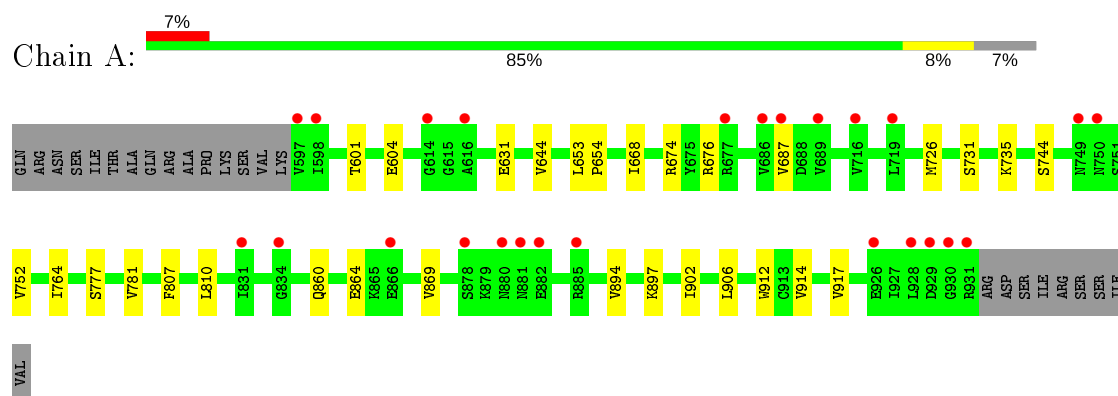 7%
Chain A:
85%
8%
7%
GLN ARG ASN SER ILE THR ALA GLN ARG ALA PRO LYS SER VAL LYS V597 I598 T601 E604 G614 G615 A616 E631 V644 L653 P654 I668 R674 Y675 R676 R677 V686 V687 D688 V689 V716 L719 M726 S731 K735 S744 N749 N750 S751
V752 I764 S777 V781 F807 L810 I831 G834 Q860 E864 K865 E866 V869 S878 K879 N880 N881 E882 R885 V894 K897 I902 L906 W912 C913 V914 V917 E926 I927 L928 D929 G930 R931 ARG ASP SER ILE ARG SER SER ILE
VAL